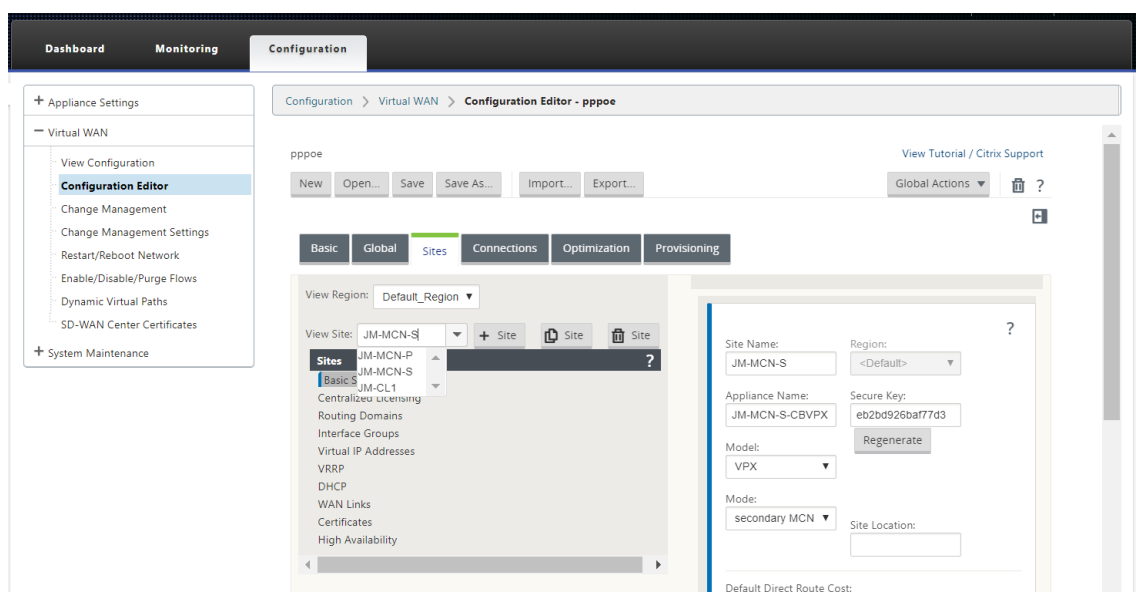 Dashboard Monitoring Configuration
+ Appliance Settings
− Virtual WAN
View Configuration
Configuration Editor
Change Management
Change Management Settings
Restart/Reboot Network
Enable/Disable/Purge Flows
Dynamic Virtual Paths
SD-WAN Center Certificates
+ System Maintenance
Configuration > Virtual WAN > Configuration Editor - pppoe
pppoe View Tutorial / Citrix Support
New Open... Save Save As... Import... Export... Global Actions ▼ ?
Basic Global Sites Connections Optimization Provisioning
View Region: Default_Region ▼
View Site: JM-MCN-S + Site Site Site
JM-MCN-P
JM-MCN-S
JM-CL1
Sites ?
Basic S
Centralized Licensing
Routing Domains
Interface Groups
Virtual IP Addresses
VRRP
DHCP
WAN Links
Certificates
High Availability
?
Site Name: Region:
JM-MCN-S <Default> ▼
Appliance Name: Secure Key:
JM-MCN-S-CBVPX eb2bd926baf77d3
Regenerate
Model:
VPX ▼
Mode:
secondary MCN ▼
Site Location:
Default Direct Route Cost: